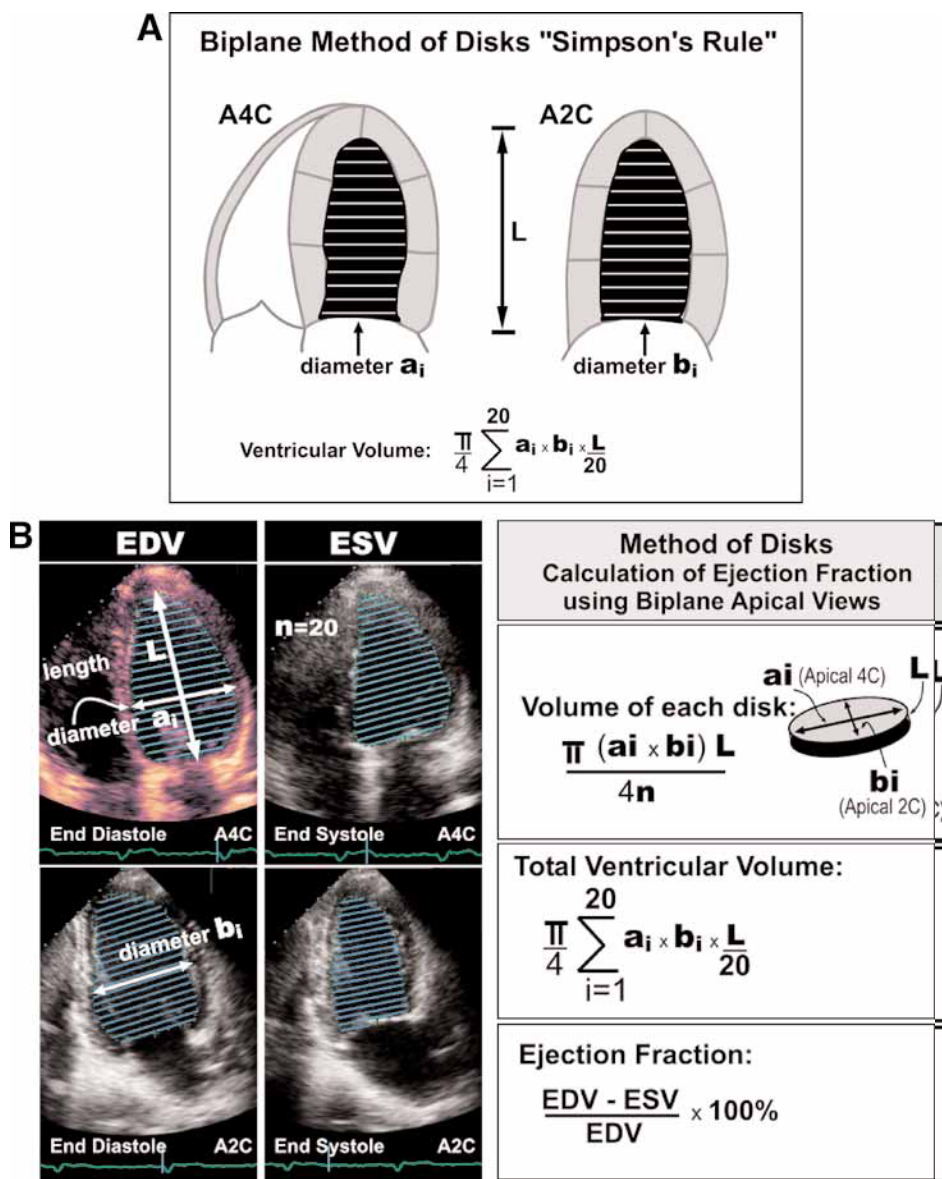 A
Biplane Method of Disks "Simpson's Rule"
A4C
A2C
L
diameter aᵢ
diameter bᵢ
Ventricular Volume: π/4 20∑i=1 aᵢ x bᵢ x L/20
B
EDV
ESV
n=20
L
length
diameter aᵢ
End Diastole A4C
End Systole A4C
diameter bᵢ
End Diastole A2C
End Systole A2C
Method of Disks
Calculation of Ejection Fraction
using Biplane Apical Views
ai (Apical 4C)
L
L
Volume of each disk:
π (ai x bi) L
4n
bi
(Apical 2C)
Total Ventricular Volume:
π/4 20∑i=1 aᵢ x bᵢ x L/20
Ejection Fraction:
EDV - ESV
EDV
x 100%